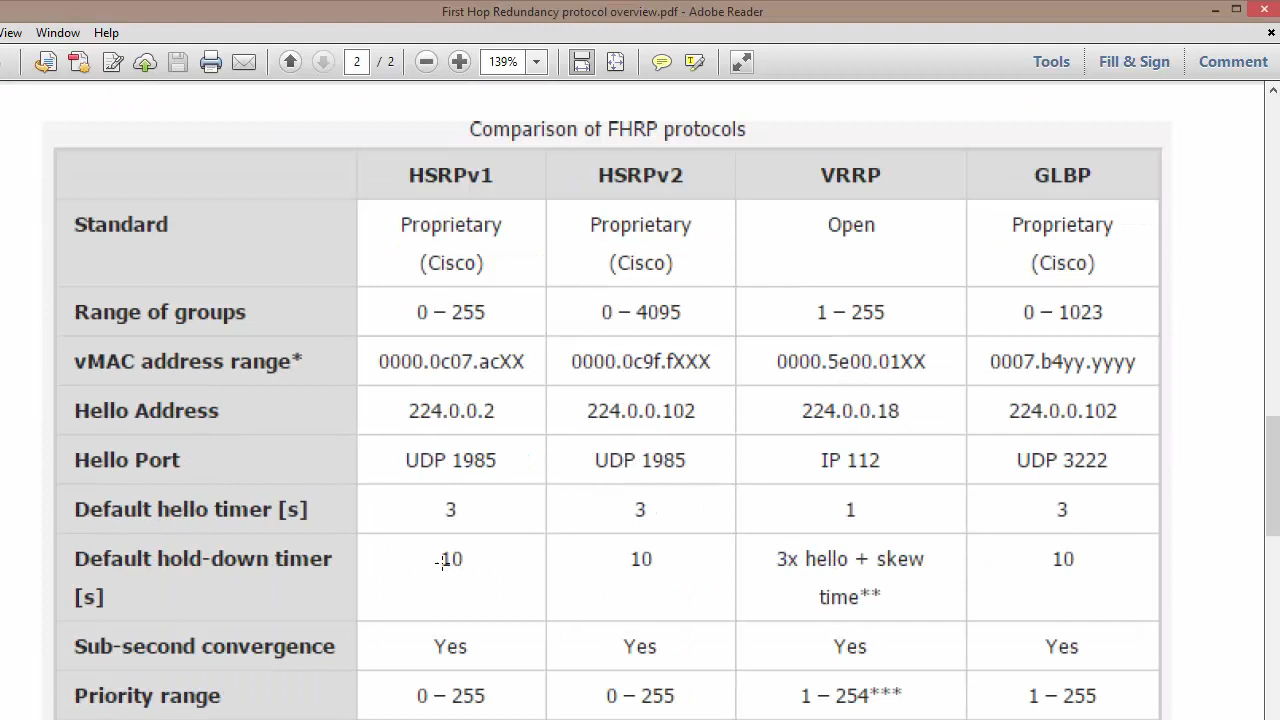 First Hop Redundancy protocol overview.pdf - Adobe Reader
View Window Help
2 / 2 139% Tools Fill & Sign Comment
Comparison of FHRP protocols
HSRPv1 HSRPv2 VRRP GLBP
Standard Proprietary Proprietary Open Proprietary
(Cisco) (Cisco) (Cisco)
Range of groups 0 – 255 0 – 4095 1 – 255 0 – 1023
vMAC address range* 0000.0c07.acXX 0000.0c9f.fXXX 0000.5e00.01XX 0007.b4yy.yyyy
Hello Address 224.0.0.2 224.0.0.102 224.0.0.18 224.0.0.102
Hello Port UDP 1985 UDP 1985 IP 112 UDP 3222
Default hello timer [s] 3 3 1 3
Default hold-down timer 10 10 3x hello + skew 10
[s] time**
Sub-second convergence Yes Yes Yes Yes
Priority range 0 – 255 0 – 255 1 – 254*** 1 – 255